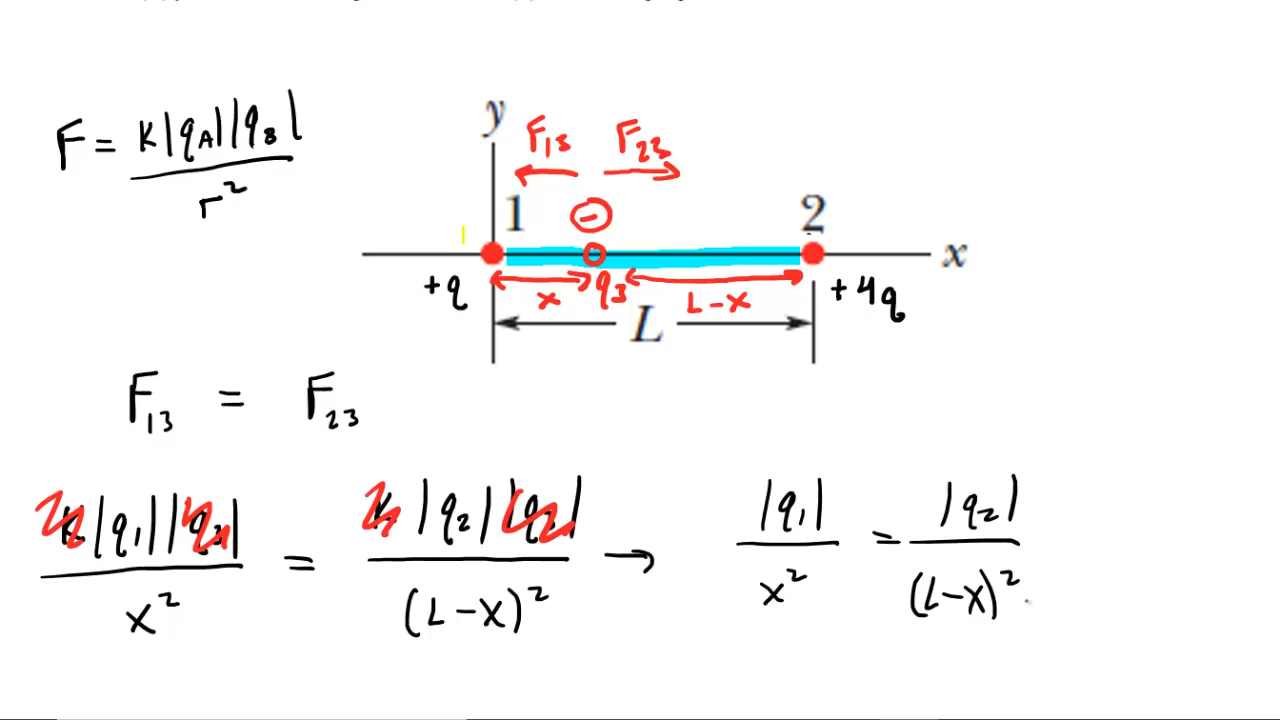 F = K|qA||qB| / r²
y
F13 F23
1 − 2
x
+q x q3 L−x +4q
L
F13 = F23
K|q1||q3| / x² = K|q2||q3| / (L−x)² → |q1| / x² = |q2| / (L−x)²